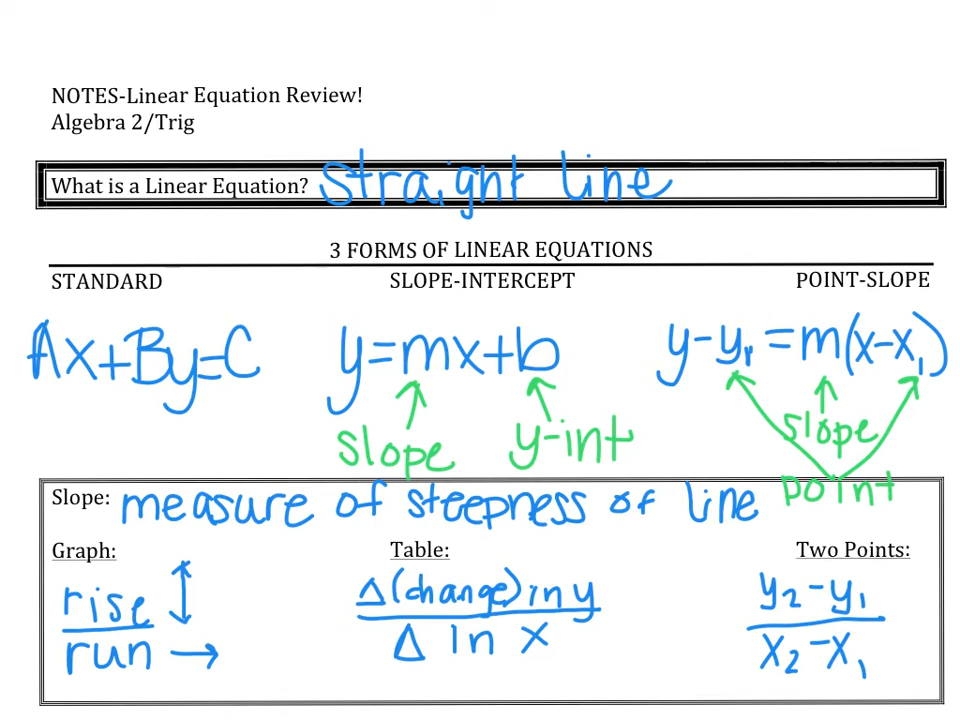 NOTES-Linear Equation Review!
Algebra 2/Trig
What is a Linear Equation? Straight line
3 FORMS OF LINEAR EQUATIONS
STANDARD SLOPE-INTERCEPT POINT-SLOPE
Ax+By=C y=mx+b y-y₁=m(x-x₁)
slope y-int slope
point
Slope: measure of steepness of line
Graph: Table: Two Points:
rise Δ(change) in y y₂-y₁
run → Δ in x x₂-x₁